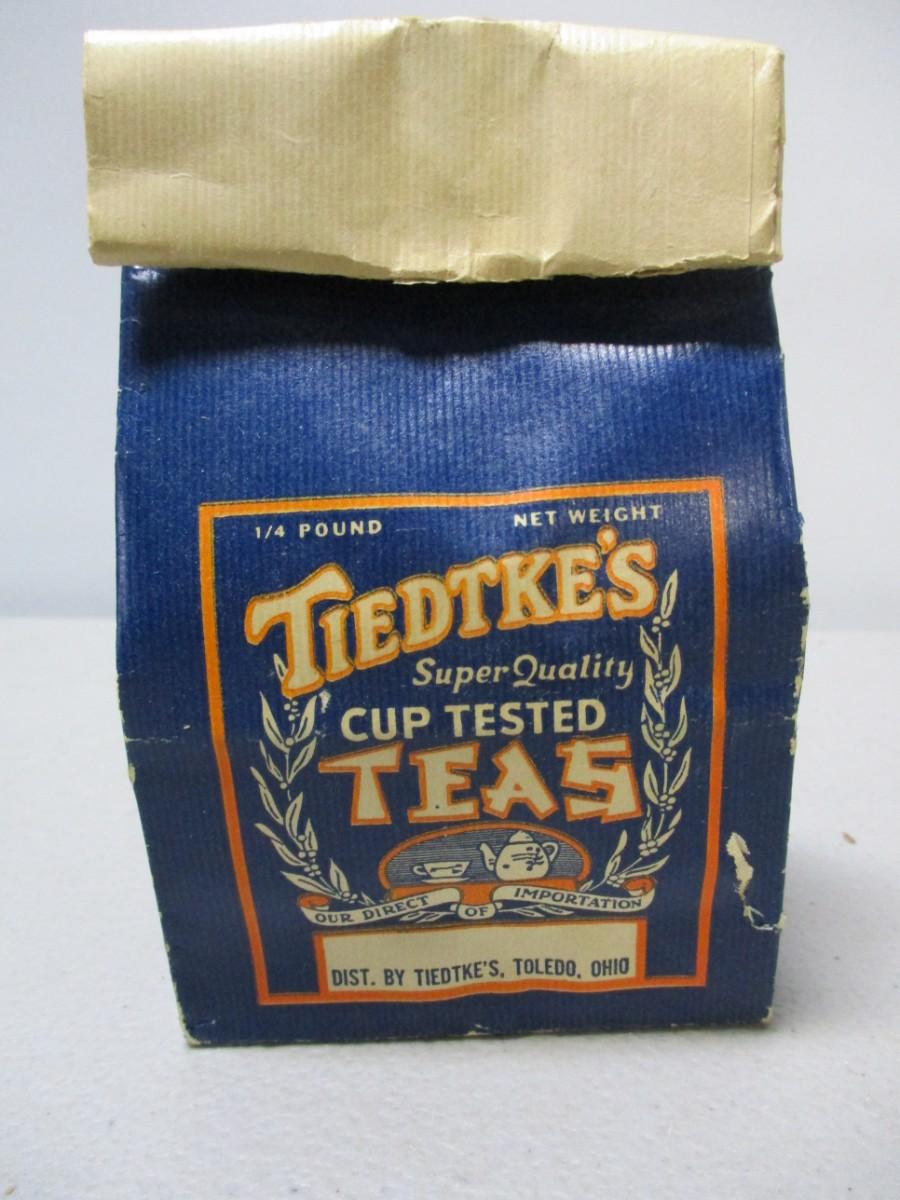 1/4 POUND NET WEIGHT
TIEDTKE'S
Super Quality
CUP TESTED
TEAS
OUR DIRECT OF IMPORTATION
DIST. BY TIEDTKE'S, TOLEDO, OHIO